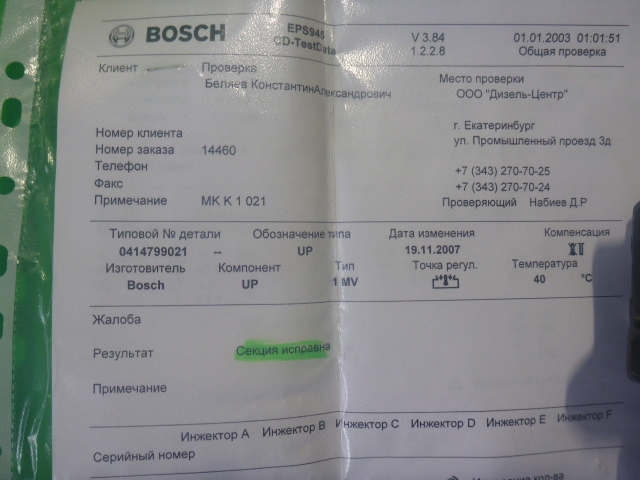 BOSCH EPS945 V 3.84 01.01.2003 01:01:51
CD-TestData 1.2.2.8 Общая проверка
Клиент Проверка Место проверки
Беляев КонстантинАлександрович ООО "Дизель-Центр"
Номер клиента г. Екатеринбург
Номер заказа 14460 ул. Промышленный проезд 3д
Телефон +7 (343) 270-70-25
Факс +7 (343) 270-70-24
Примечание МК К 1 021 Проверяющий Набиев Д.Р
Типовой № детали Обозначение типа Дата изменения Компенсация
0414799021 -- UP 19.11.2007
Изготовитель Компонент Тип Точка регул. Температура
Bosch UP 1 MV 40 °C
Жалоба
Результат Секция исправна
Примечание
Инжектор A Инжектор B Инжектор C Инжектор D Инжектор E Инжектор F
Серийный номер